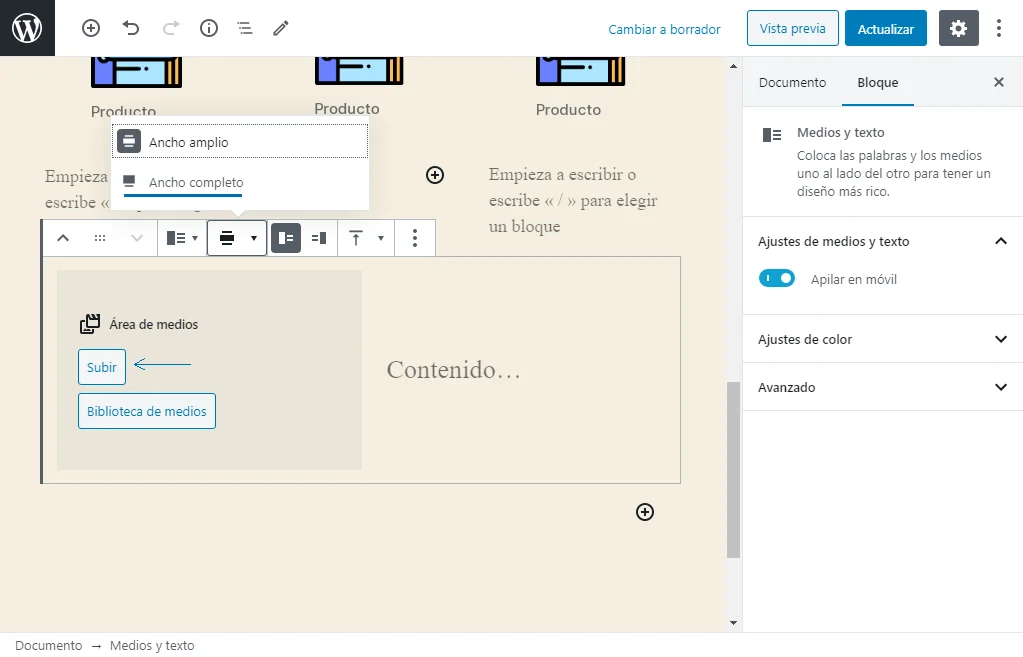 Cambiar a borrador
Vista previa
Actualizar
Producto
Producto
Producto
Ancho amplio
Ancho completo
Empieza
escribe «
Empieza a escribir o
escribe « / » para elegir
un bloque
Área de medios
Subir
Biblioteca de medios
Contenido…
Documento
Bloque
Medios y texto
Coloca las palabras y los medios
uno al lado del otro para tener un
diseño más rico.
Ajustes de medios y texto
Apilar en móvil
Ajustes de color
Avanzado
Documento → Medios y texto